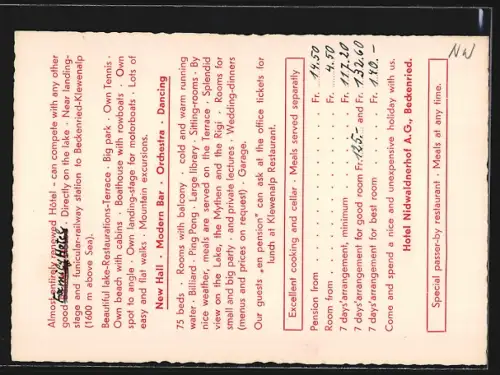 Almost entirely renewed Hôtel - can compete with any other
good Family Hotel. Directly on the lake · Near landing-
stage and funicular-railway station to Beckenried-Klewenalp
(1600 m above Sea).
Beautiful lake-Restaurations-Terrace · Big park · Own Tennis ·
Own beach with cabins · Boathouse with rowboats · Own
spot to angle · Own landing-stage for motorboats · Lots of
easy and flat walks · Mountain excursions.
New Hall · Modern Bar · Orchestra · Dancing
75 beds · Rooms with balcony · cold and warm running
water · Billiard · Ping Pong · Large library · Sitting-rooms · By
nice weather, meals are served on the Terrace · Splendid
view on the Lake, the Mythen and the Rigi · Rooms for
small and big party · and private lectures · Wedding-dinners
(menus and prices on request) · Garage.
Our guests „en pension" can ask at the office tickets for
lunch at Klewenalp Restaurant.
Excellent cooking and cellar · Meals served separately
Pension from . . . . . . . . . Fr. 14.50
Room from . . . . . . . . . . Fr. 4.50
7 days'arrangement, minimum . . . . Fr. 117.20
7 days'arrangement for good room Fr. 125.- and Fr. 132.60
7 days'arrangement for best room . . . Fr. 140.-
Come and spend a nice and unexpensive holiday with us.
Hotel Nidwaldnerhof A.G., Beckenried.
Special passer-by restaurant · Meals at any time.
NW